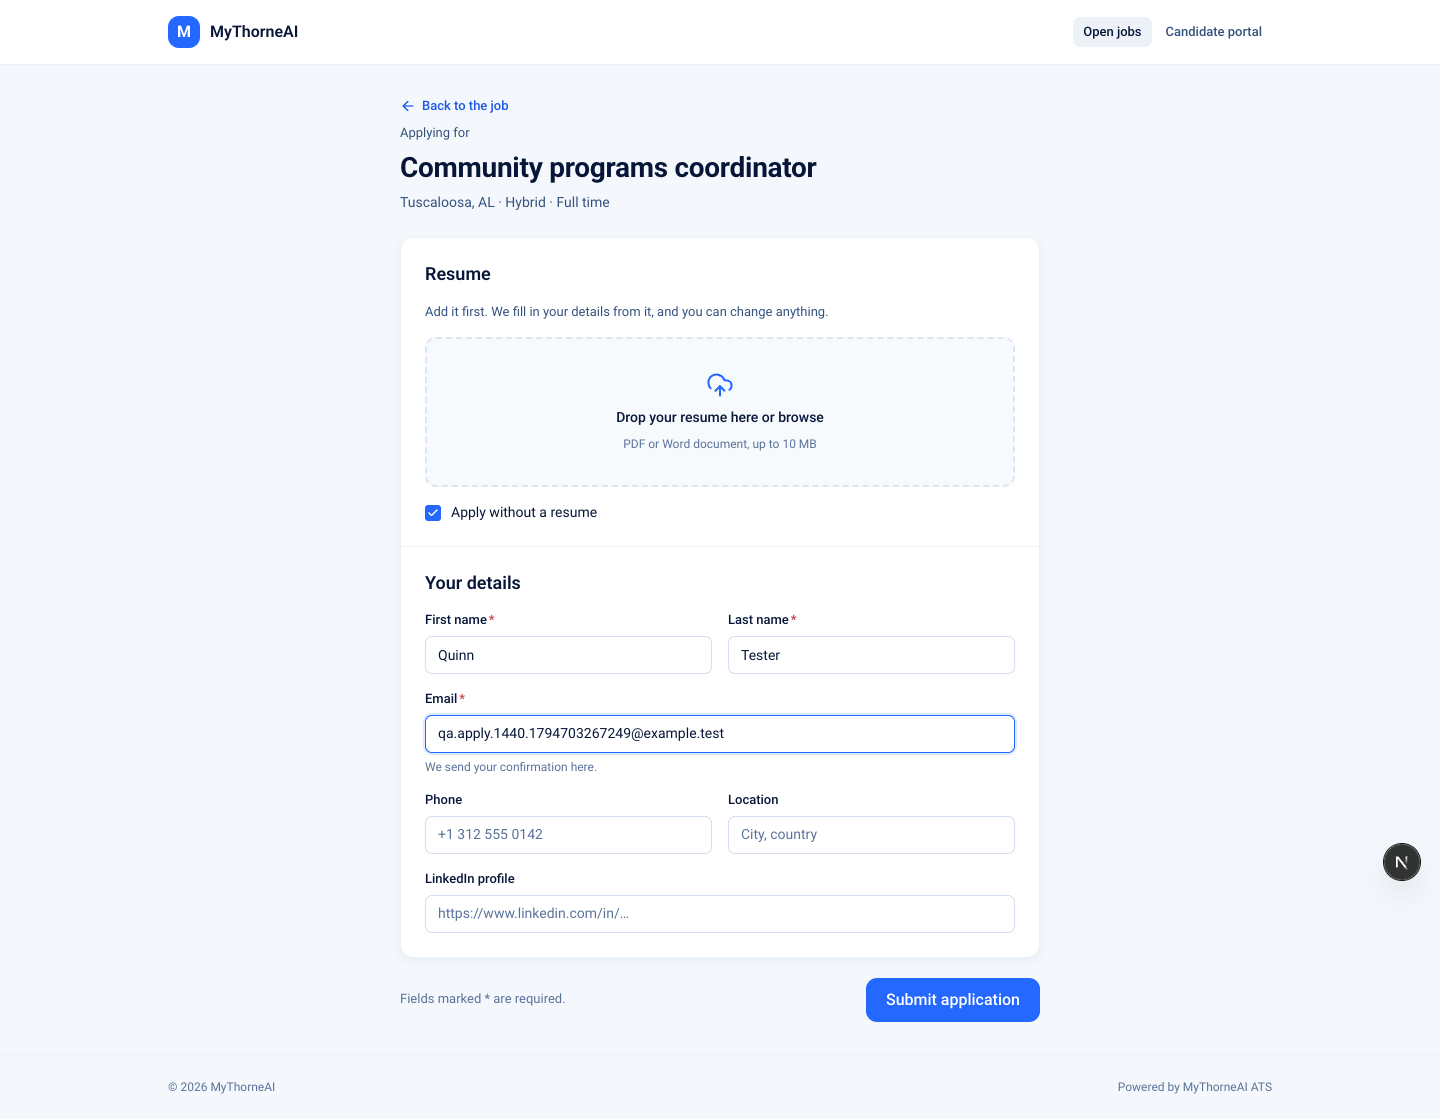 M MyThorneAI
Open jobs Candidate portal
Back to the job
Applying for
Community programs coordinator
Tuscaloosa, AL · Hybrid · Full time
Resume
Add it first. We fill in your details from it, and you can change anything.
Drop your resume here or browse
PDF or Word document, up to 10 MB
Apply without a resume
Your details
First name * Last name *
Quinn Tester
Email *
qa.apply.1440.1794703267249@example.test
We send your confirmation here.
Phone Location
+1 312 555 0142 City, country
LinkedIn profile
https://www.linkedin.com/in/...
N
Fields marked * are required. Submit application
© 2026 MyThorneAI Powered by MyThorneAI ATS